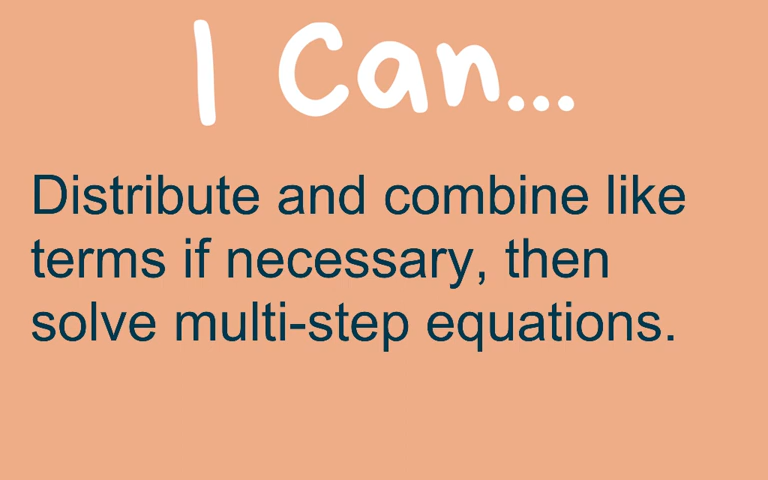 I Can...
Distribute and combine like
terms if necessary, then
solve multi-step equations.